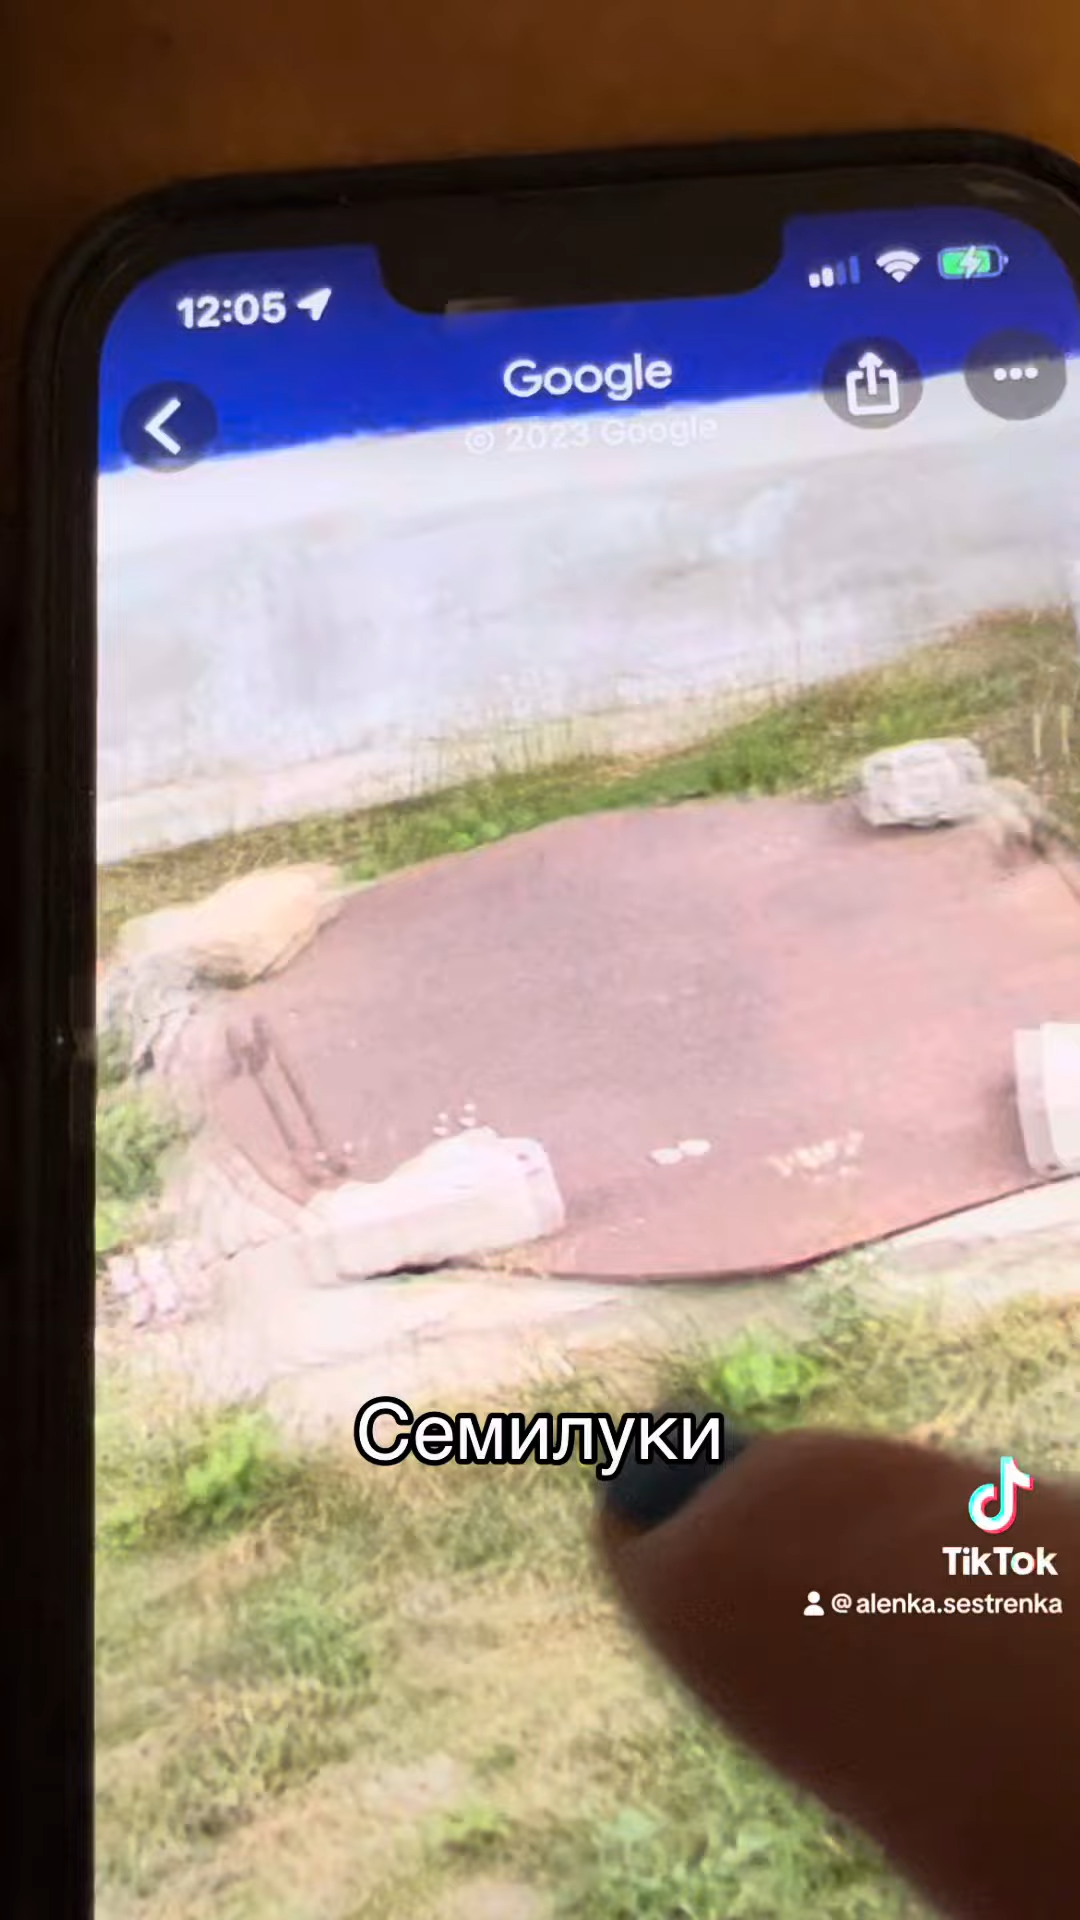 12:05
Google
© 2023 Google
Семилуки
TikTok
@alenka.sestrenka